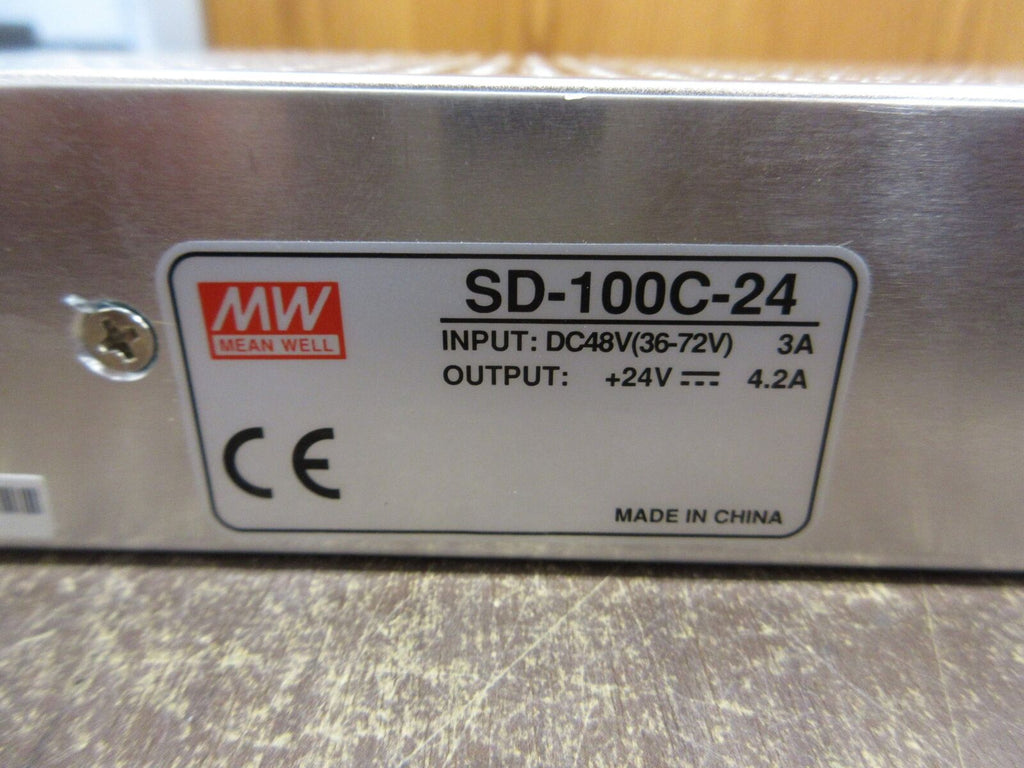 MW
MEAN WELL
SD-100C-24
INPUT: DC48V(36-72V) 3A
OUTPUT: +24V ⎓ 4.2A
CE
MADE IN CHINA